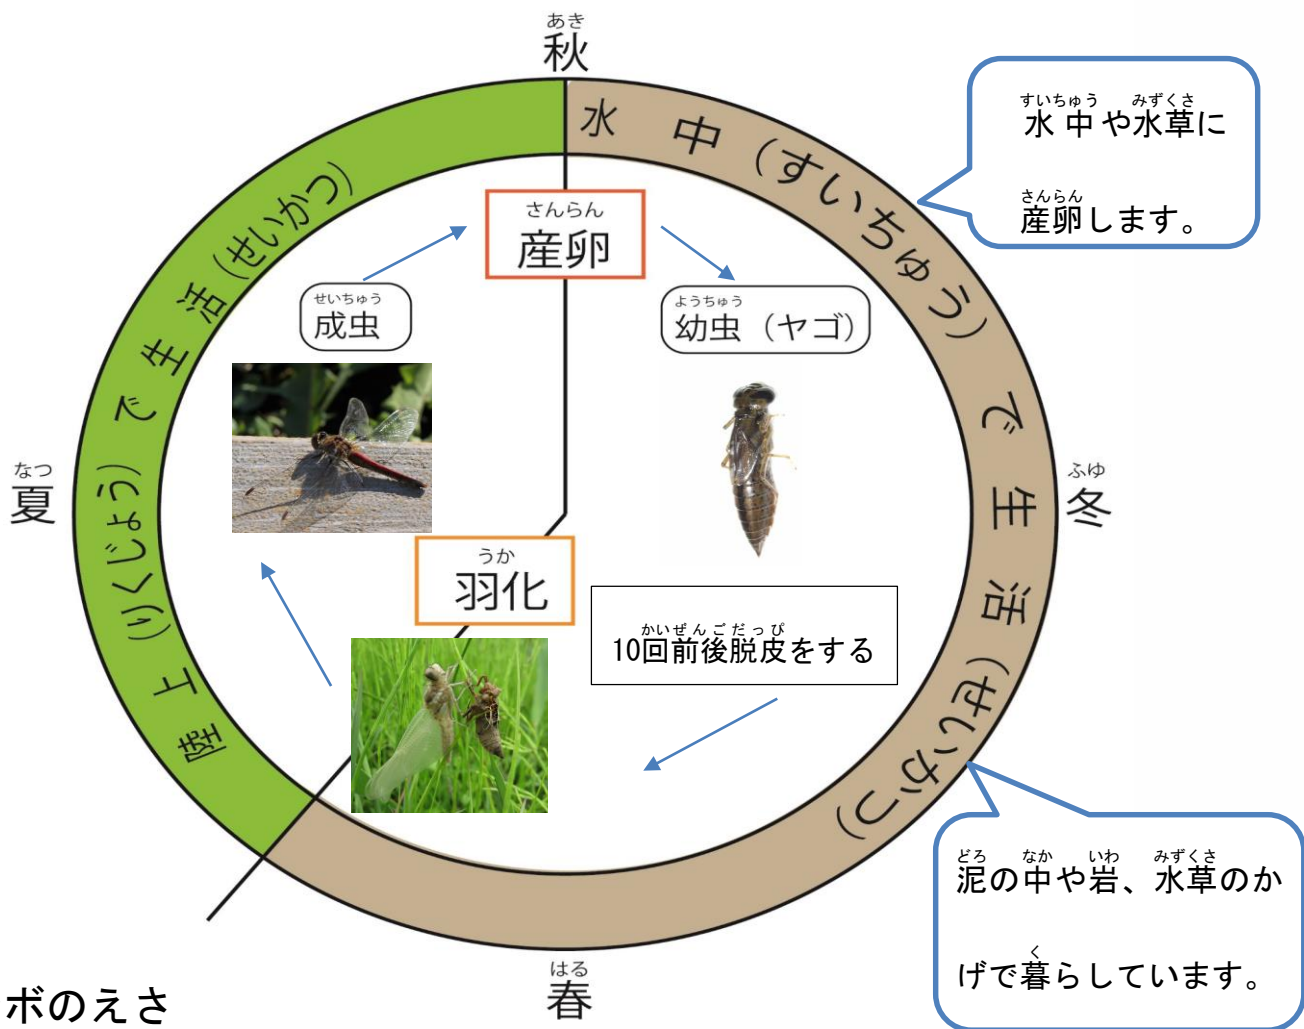 あき
秋
水中(すいちゅう)で生活(せいかつ)
すいちゅう みずくさ
水中や水草に
さんらん
産卵します。
さんらん
産卵
せいちゅう
成虫
ようちゅう
幼虫(ヤゴ)
陸上(りくじょう)で生活(せいかつ)
なつ
夏
ふゆ
冬
うか
羽化
かいぜんごだっぴ
10回前後脱皮をする
どろ なか いわ みずくさ
泥の中や岩、水草のか
く
げで暮らしています。
はる
春
ボのえさ